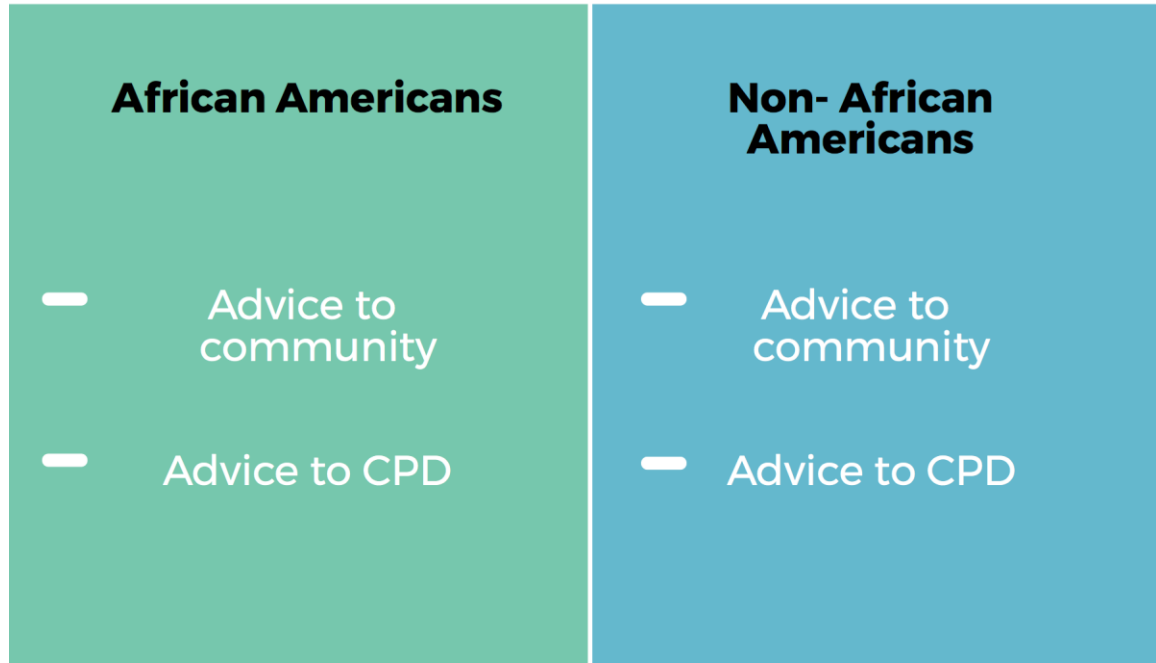 African Americans
Advice to
community
Advice to CPD
Non- African
Americans
Advice to
community
Advice to CPD